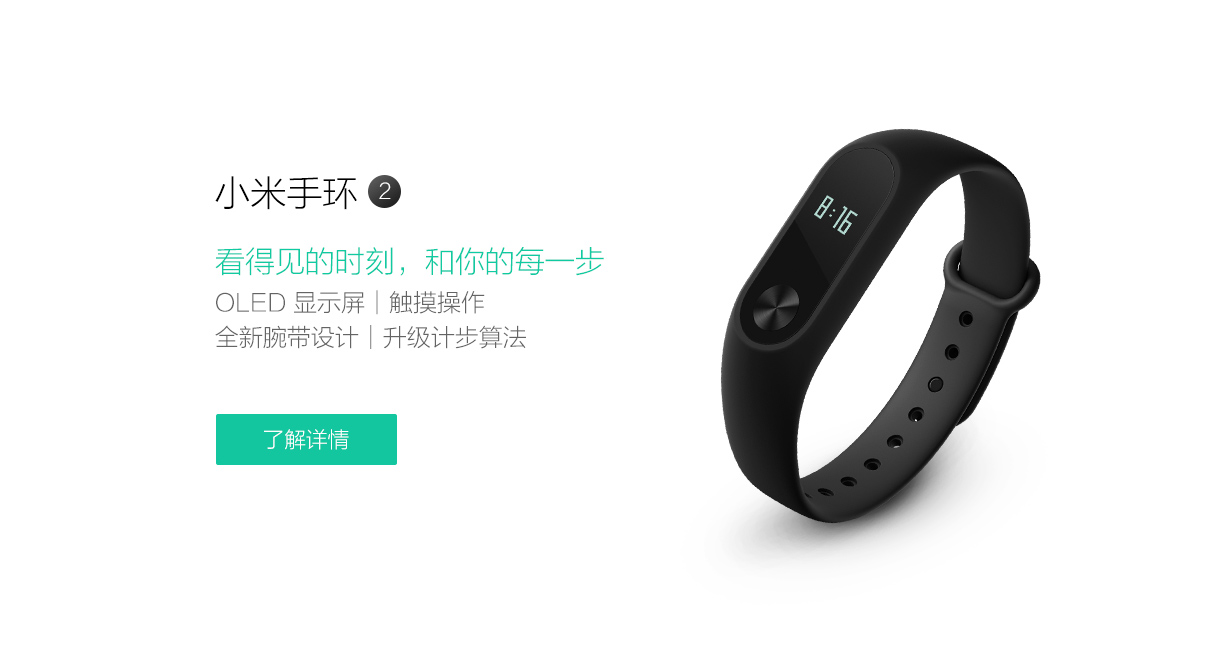 小米手环 2
看得见的时刻，和你的每一步
OLED 显示屏｜触摸操作
全新腕带设计｜升级计步算法
了解详情
8:16